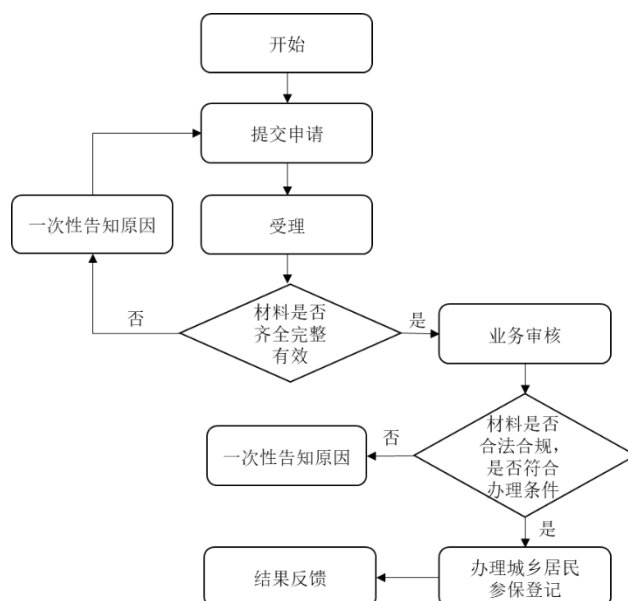 开始
提交申请
一次性告知原因
受理
材料是否
齐全完整
有效
否
是
业务审核
材料是否
合法合规，
是否符合
办理条件
否
一次性告知原因
是
办理城乡居民
参保登记
结果反馈